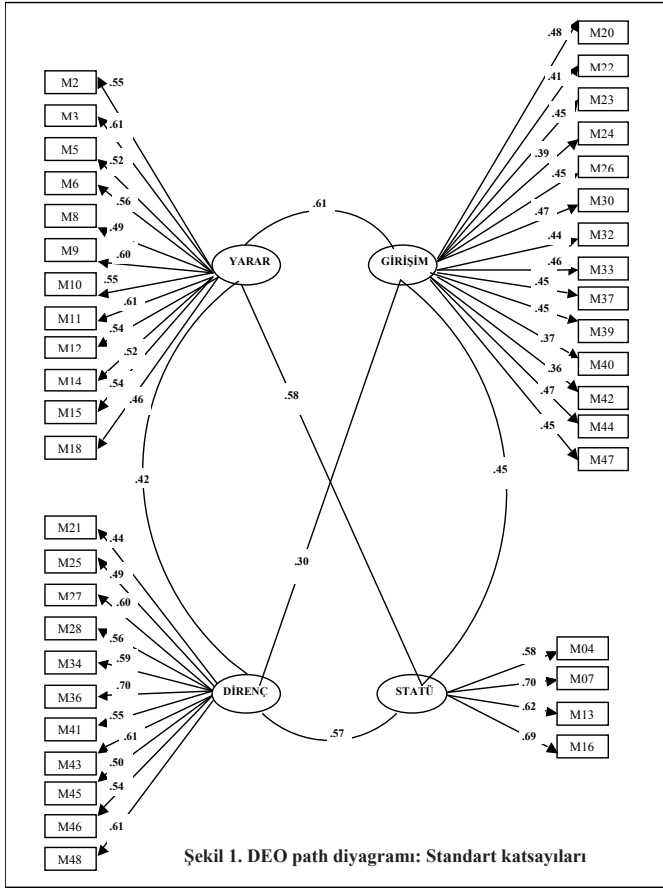 M2 .55
M3 .61
M5 .52
M6 .56
M8 .49
M9 .60
M10 .55
M11 .61
M12 .54
M14 .52
M15 .54
M18 .46
YARAR
.61
GİRİŞİM
.48 M20
.41 M22
.45 M23
.39 M24
.45 M26
.47 M30
.44 M32
.46 M33
.45 M37
.45 M39
.37 M40
.36 M42
.47 M44
.45 M47
.58
.42
.45
.30
M21 .44
M25 .49
M27 .60
M28 .56
M34 .59
M36 .70
M41 .55
M43 .61
M45 .50
M46 .54
M48 .61
DİRENÇ
.57
STATÜ
.58 M04
.70 M07
.62 M13
.69 M16
Şekil 1. DEO path diyagramı: Standart katsayıları